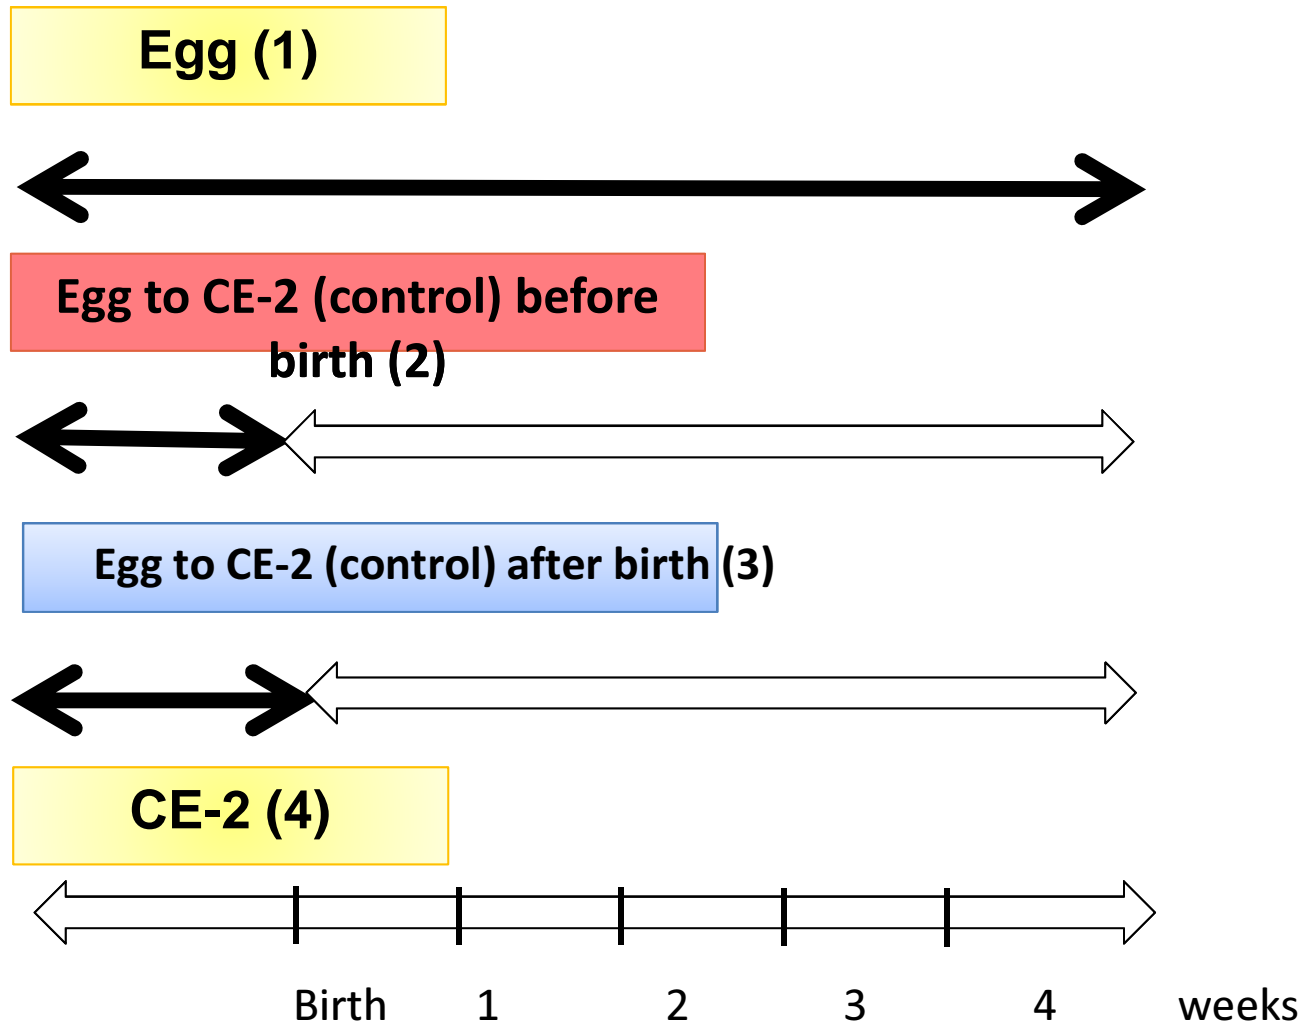 Egg (1)
Egg to CE-2 (control) before
birth (2)
Egg to CE-2 (control) after birth (3)
CE-2 (4)
Birth 1 2 3 4 weeks